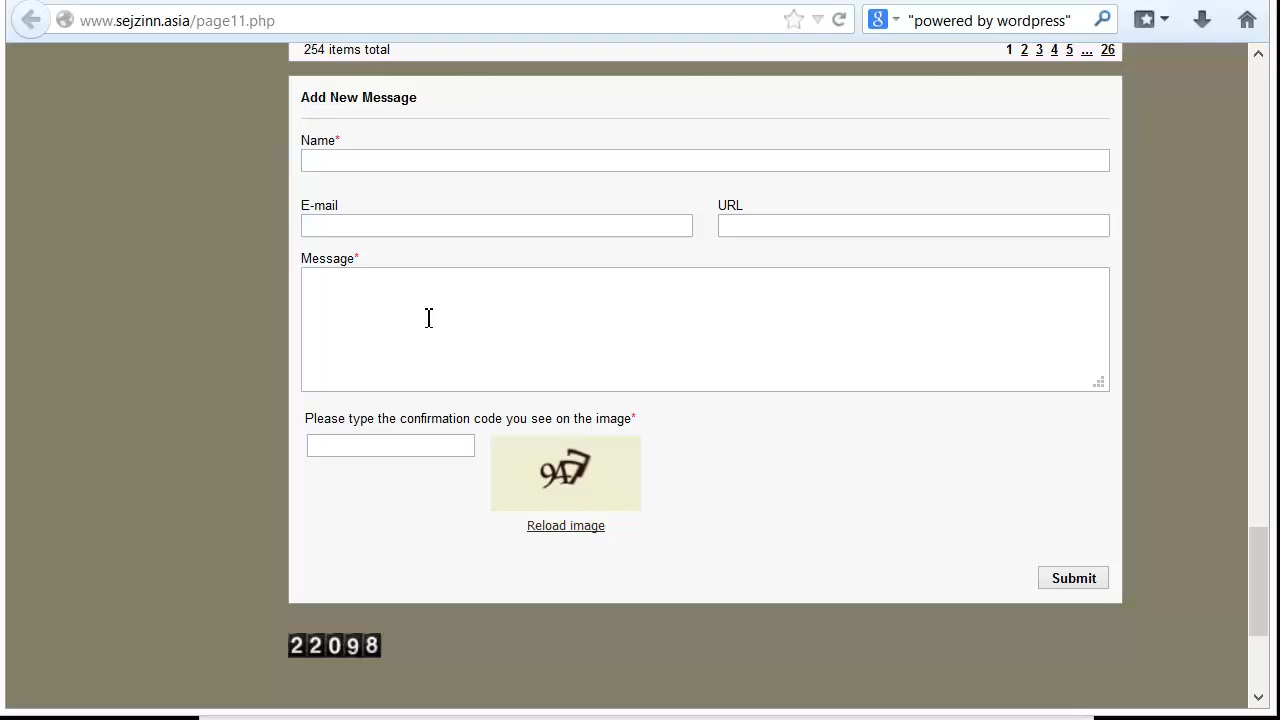 www.sejzinn.asia/page11.php
"powered by wordpress"
254 items total
1 2 3 4 5 ... 26
Add New Message
Name*
E-mail
URL
Message*
Please type the confirmation code you see on the image*
Reload image
Submit
22098